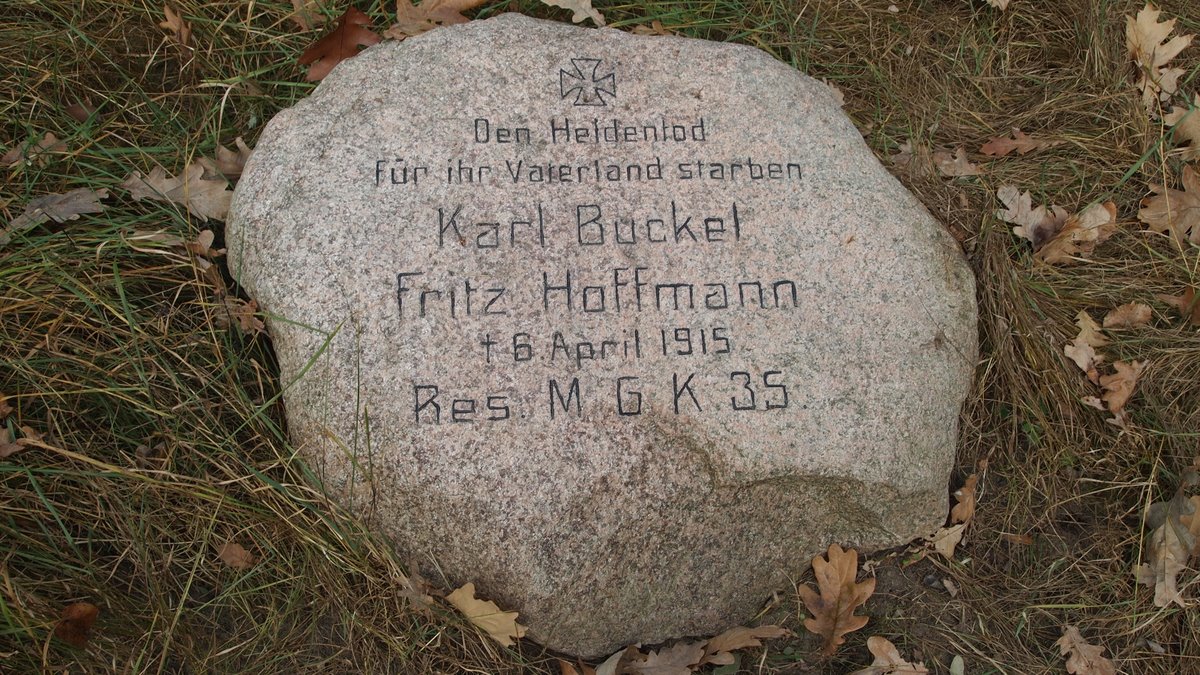 Den Heldentod
für ihr Vaterland starben
Karl Buckel
Fritz Hoffmann
† 6 April 1915
Res. M G K 35.